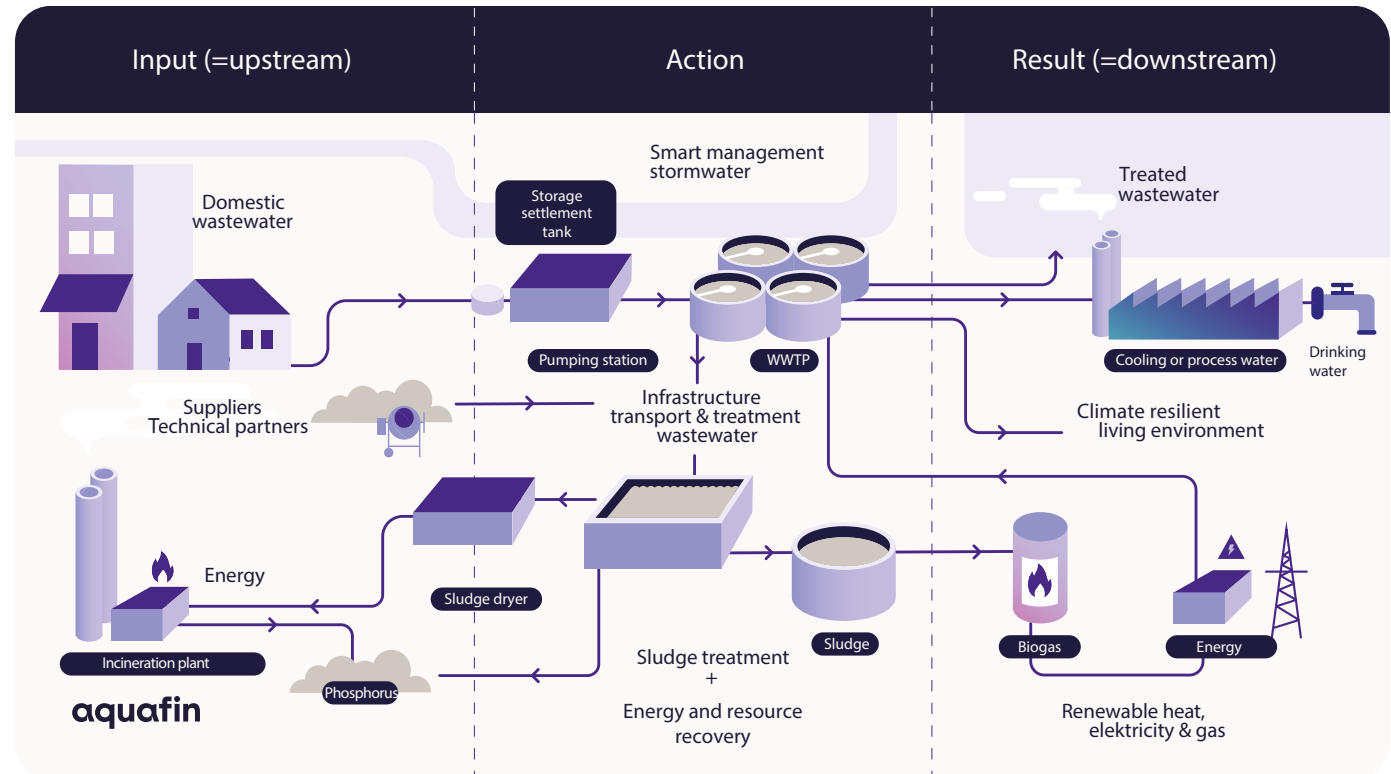 Input (=upstream)
Action
Result (=downstream)
Domestic
wastewater
Smart management
stormwater
Storage
settlement
tank
Treated
wastewater
Pumping station
WWTP
Cooling or process water
Drinking
water
Suppliers
Technical partners
Infrastructure
transport & treatment
wastewater
Climate resilient
living environment
Energy
Sludge dryer
Incineration plant
Phosphorus
Sludge
Biogas
Energy
Sludge treatment
+
Energy and resource
recovery
Renewable heat,
elektricity & gas
aquafin